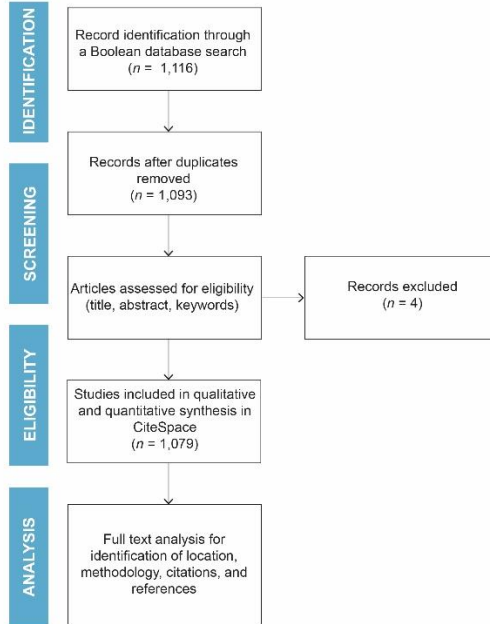 IDENTIFICATION
Record identification through
a Boolean database search
(n = 1,116)
Records after duplicates
removed
(n = 1,093)
SCREENING
Articles assessed for eligibility
(title, abstract, keywords)
Records excluded
(n = 4)
ELIGIBILITY
Studies included in qualitative
and quantitative synthesis in
CiteSpace
(n = 1,079)
ANALYSIS
Full text analysis for
identification of location,
methodology, citations, and
references